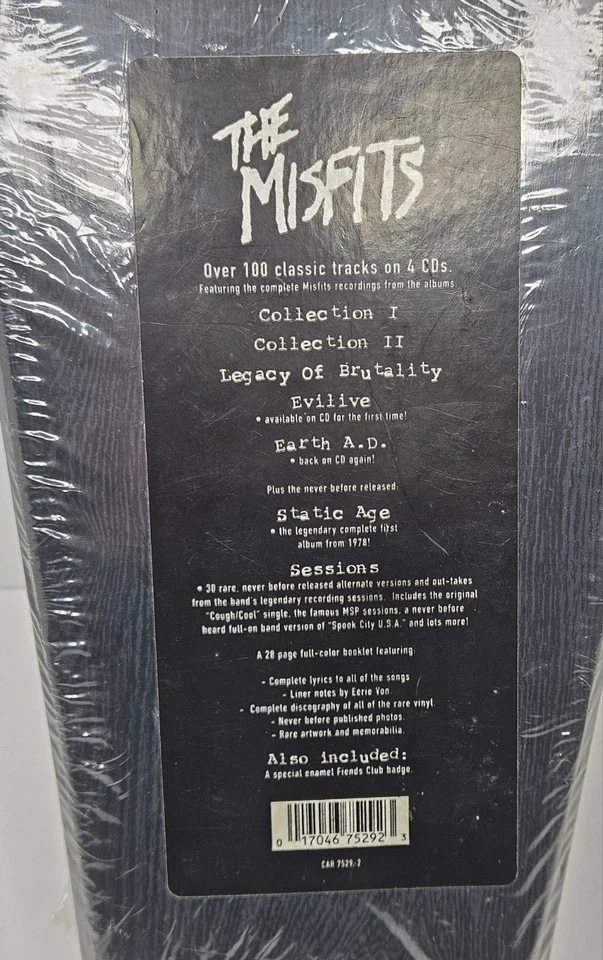 THE
MISFITS
Over 100 classic tracks on 4 CDs.
Featuring the complete Misfits recordings from the albums:
Collection I
Collection II
Legacy Of Brutality
Evilive
• available on CD for the first time!
Earth A.D.
• back on CD again!
Plus the never before released:
Static Age
• the legendary complete first
album from 1978!
Sessions
• 30 rare, never before released alternate versions and out-takes
from the band's legendary recording sessions. Includes the original
"Cough/Cool" single, the famous MSP sessions, a never before
heard full-on band version of "Spook City U.S.A." and lots more!
A 28 page full-color booklet featuring:
- Complete lyrics to all of the songs
- Liner notes by Eerie Von
- Complete discography of all of the rare vinyl
- Never before published photos.
- Rare artwork and memorabilia.
Also included:
A special enamel Fiends Club badge.
0 17046 75292 3
CAR 7529-2